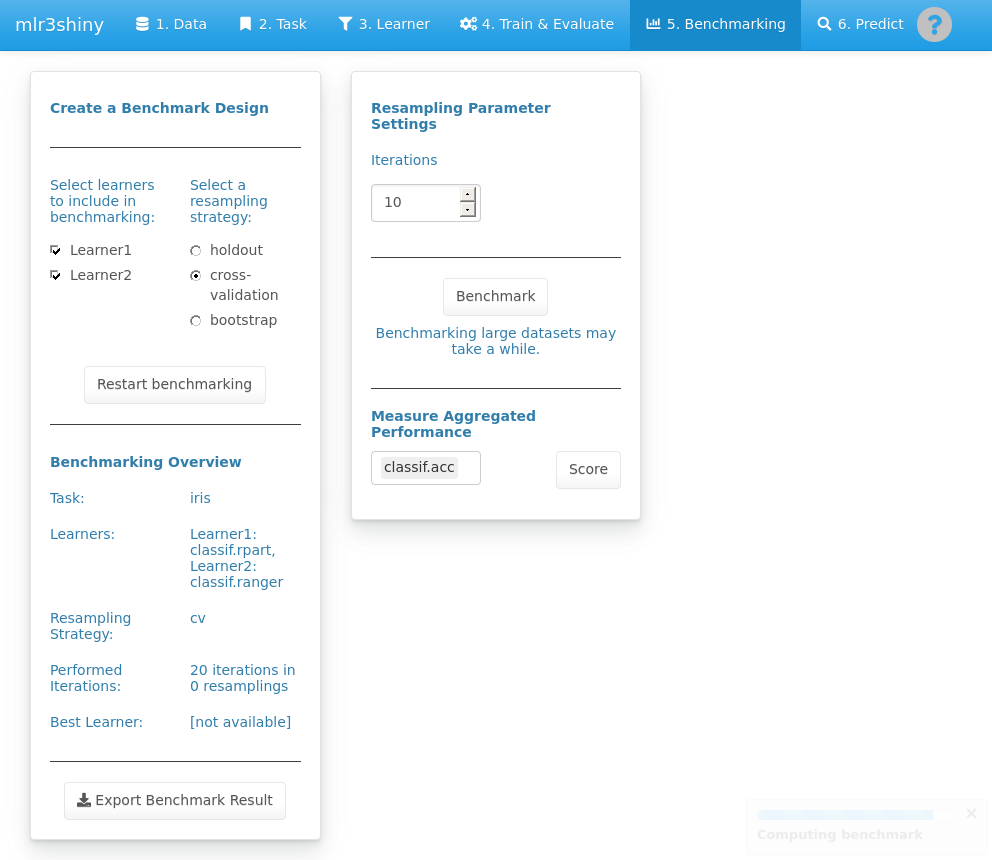 mlr3shiny
1. Data
2. Task
3. Learner
4. Train & Evaluate
5. Benchmarking
6. Predict
?
Create a Benchmark Design
Select learners
to include in
benchmarking:
Learner1
Learner2
Select a
resampling
strategy:
holdout
cross-
validation
bootstrap
Restart benchmarking
Benchmarking Overview
Task: iris
Learners: Learner1:
classif.rpart,
Learner2:
classif.ranger
Resampling cv
Strategy:
Performed 20 iterations in
Iterations: 0 resamplings
Best Learner: [not available]
Export Benchmark Result
Resampling Parameter
Settings
Iterations
10
Benchmark
Benchmarking large datasets may
take a while.
Measure Aggregated
Performance
classif.acc
Score
Computing benchmark